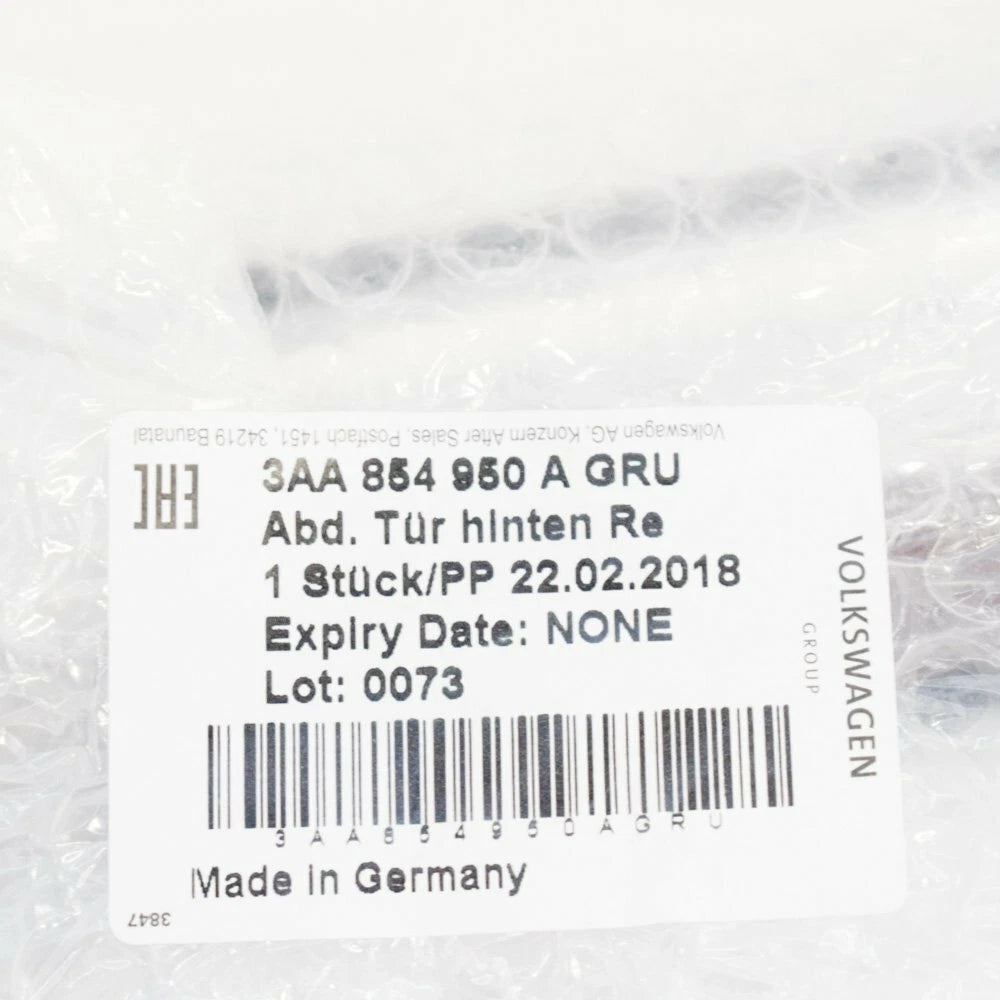 Volkswagen AG, Konzern After Sales, Postfach 1451, 34219 Baunatal
EAC
3AA 854 950 A GRU
Abd. Tür hinten Re
1 Stück/PP 22.02.2018
Expiry Date: NONE
Lot: 0073
VOLKSWAGEN
GROUP
3AA854950AGRU
Made in Germany
3847